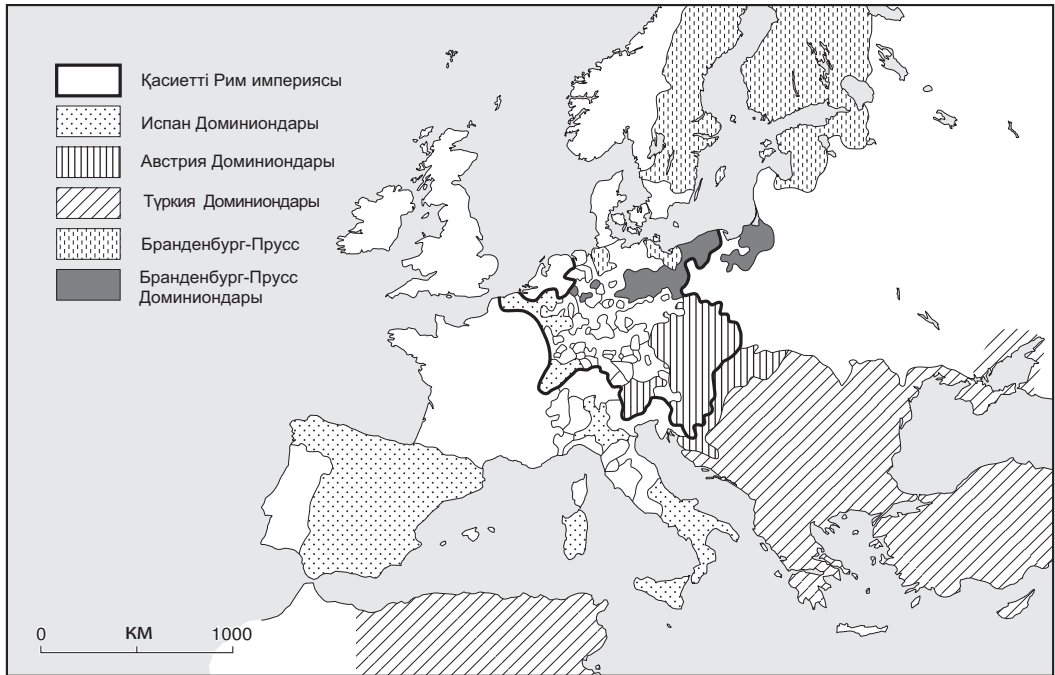 Қасиетті Рим империясы
Испан Доминиондары
Австрия Доминиондары
Түркия Доминиондары
Бранденбург-Прусс
Бранденбург-Прусс
Доминиондары
0 КМ 1000